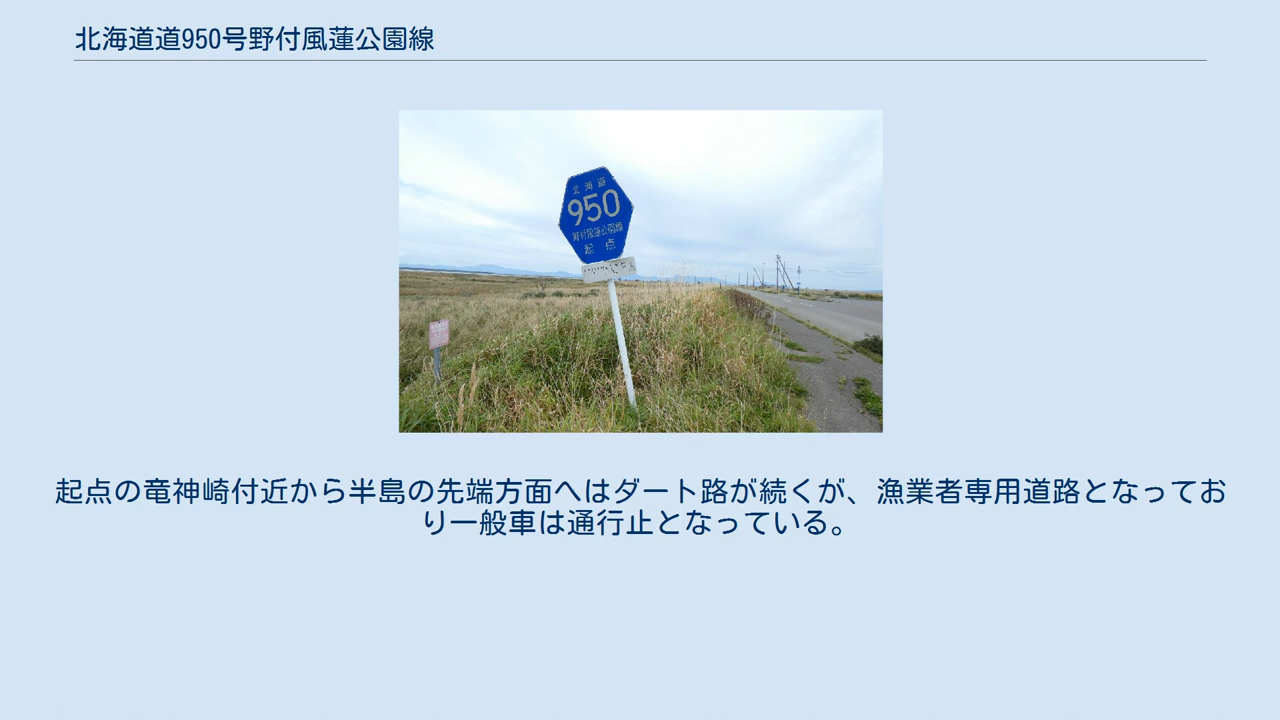 北海道道950号野付風蓮公園線
北海道
950
野付風蓮公園線
起点
起点の竜神崎付近から半島の先端方面へはダート路が続くが、漁業者専用道路となってお
り一般車は通行止となっている。